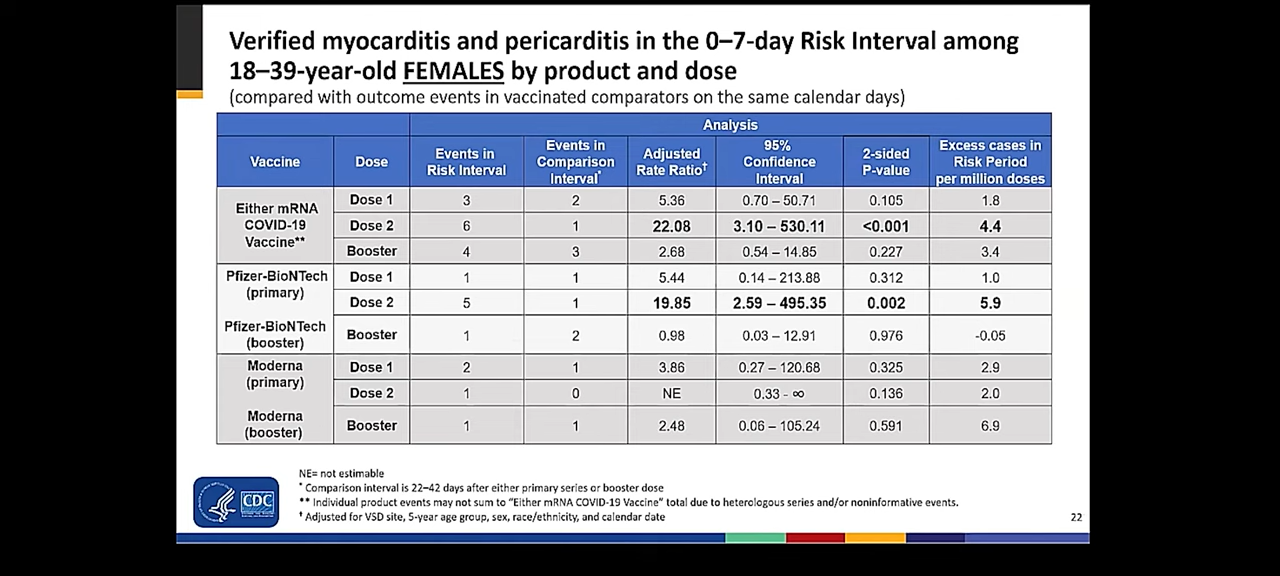 Verified myocarditis and pericarditis in the 0–7-day Risk Interval among
18–39-year-old FEMALES by product and dose
(compared with outcome events in vaccinated comparators on the same calendar days)
Analysis
Vaccine Dose Events in Risk Interval Events in Comparison Interval* Adjusted Rate Ratio† 95% Confidence Interval 2-sided P-value Excess cases in Risk Period per million doses
Either mRNA COVID-19 Vaccine** Dose 1 3 2 5.36 0.70 – 50.71 0.105 1.8
Dose 2 6 1 22.08 3.10 – 530.11 <0.001 4.4
Booster 4 3 2.68 0.54 – 14.85 0.227 3.4
Pfizer-BioNTech (primary) Dose 1 1 1 5.44 0.14 – 213.88 0.312 1.0
Dose 2 5 1 19.85 2.59 – 495.35 0.002 5.9
Pfizer-BioNTech (booster) Booster 1 2 0.98 0.03 – 12.91 0.976 -0.05
Moderna (primary) Dose 1 2 1 3.86 0.27 – 120.68 0.325 2.9
Dose 2 1 0 NE 0.33 - ∞ 0.136 2.0
Moderna (booster) Booster 1 1 2.48 0.06 – 105.24 0.591 6.9
NE= not estimable
* Comparison interval is 22–42 days after either primary series or booster dose
** Individual product events may not sum to “Either mRNA COVID-19 Vaccine” total due to heterologous series and/or noninformative events.
† Adjusted for VSD site, 5-year age group, sex, race/ethnicity, and calendar date
CDC
22